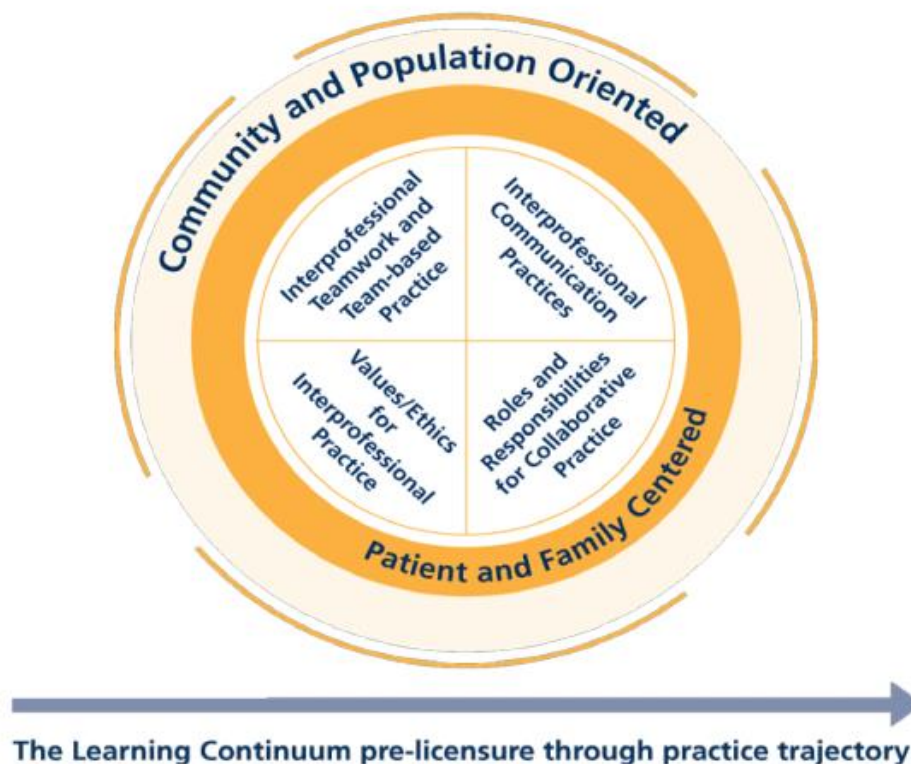 Community and Population Oriented
Interprofessional
Teamwork and
Team-based
Practice
Interprofessional
Communication
Practices
Values/Ethics
for
Interprofessional
Practice
Roles and
Responsibilities
for Collaborative
Practice
Patient and Family Centered
The Learning Continuum pre-licensure through practice trajectory